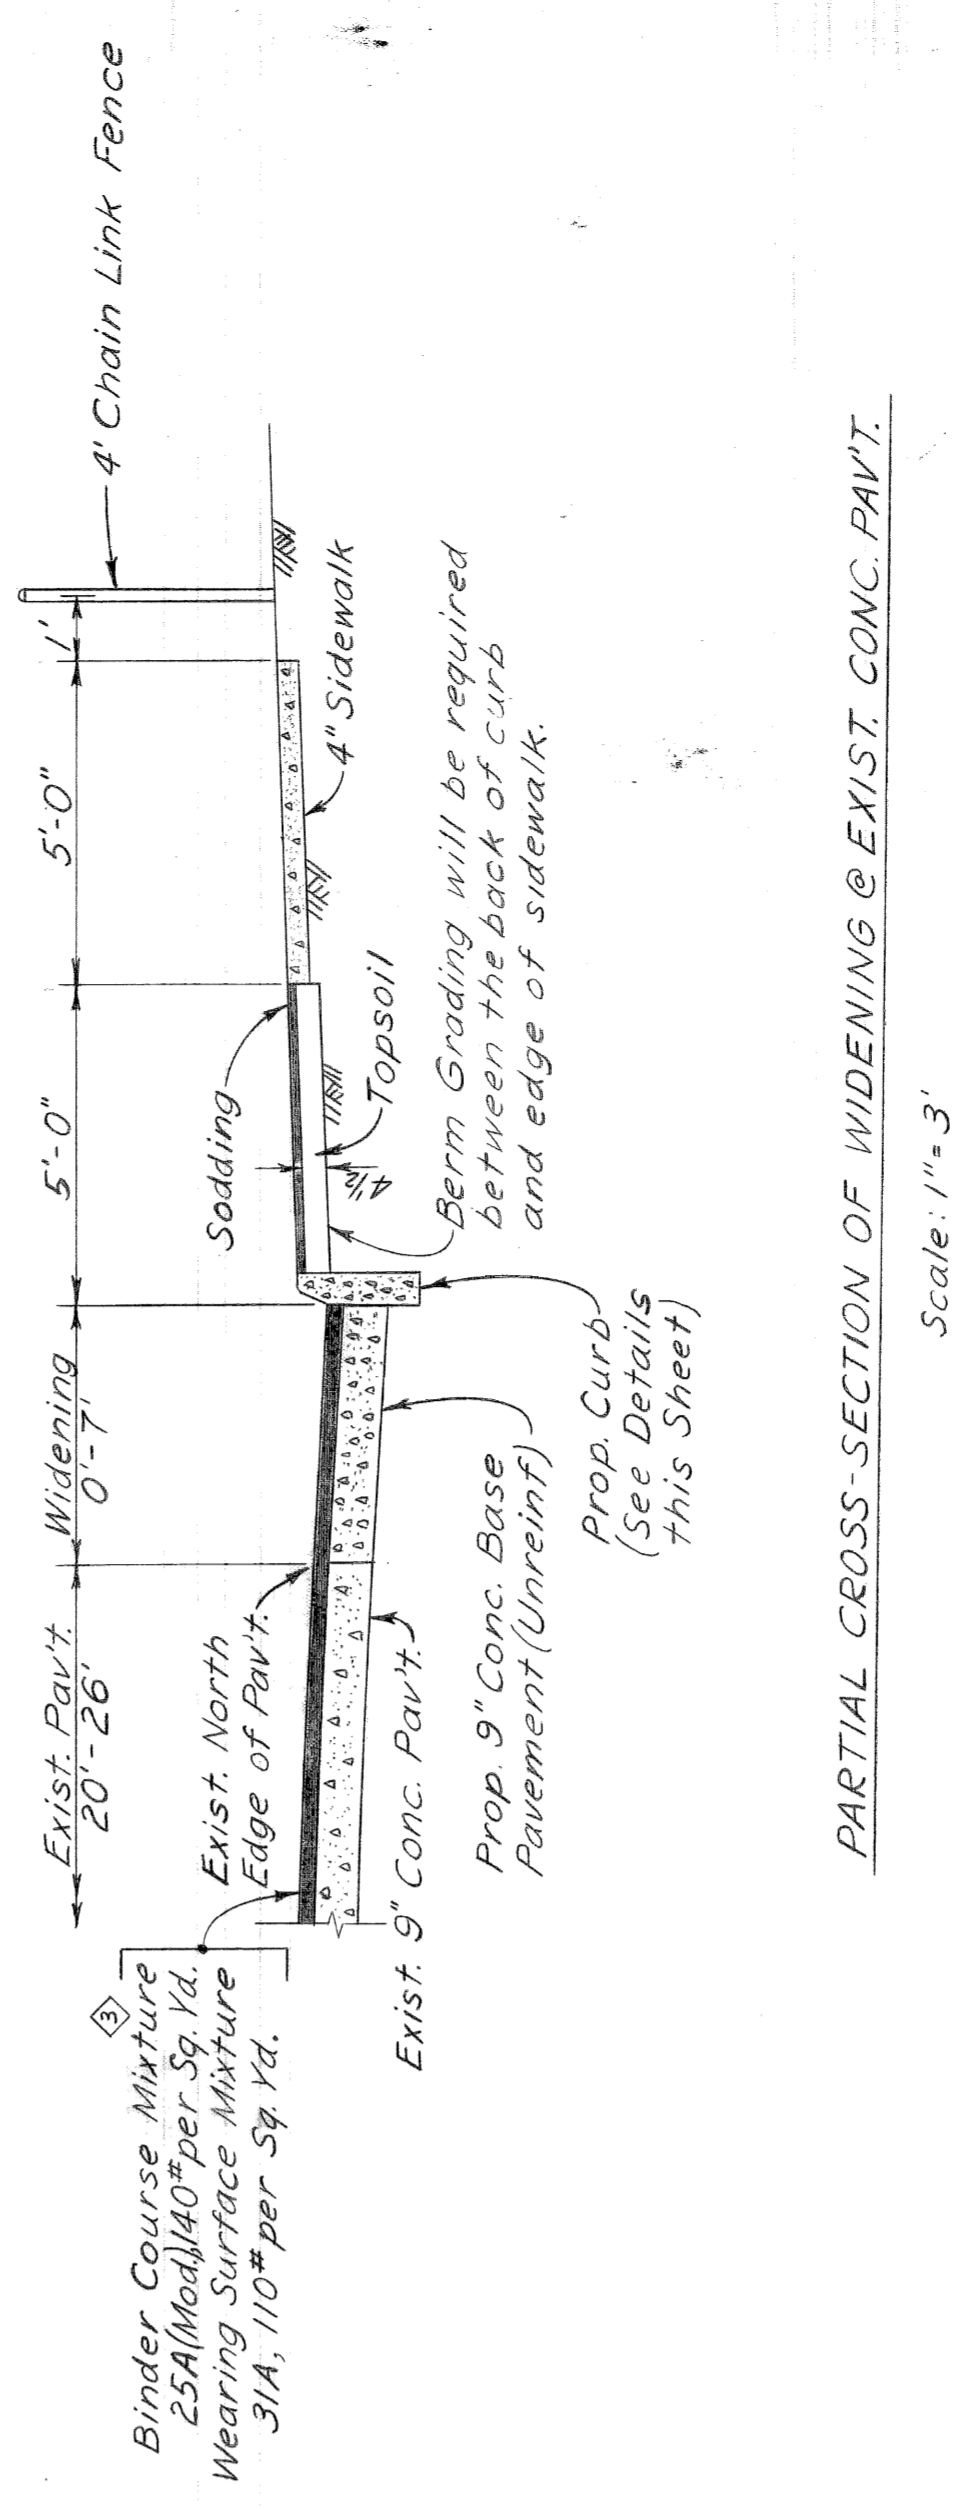 Exist. Pav't.
20'-26'
Widening
0'-7'
5'-0"
5'-0"
1'
4' Chain Link Fence
3
Binder Course Mixture
25A(Mod.), 140# per Sq. Yd.
Wearing Surface Mixture
31A, 110# per Sq. Yd.
Exist. North
Edge of Pav't.
Sodding
4½"
Topsoil
4" Sidewalk
Berm Grading will be required
between the back of curb
and edge of sidewalk.
Exist. 9" Conc. Pav't.
Prop. 9" Conc. Base
Pavement (Unreinf)
Prop. Curb
(See Details
this Sheet)
PARTIAL CROSS-SECTION OF WIDENING @ EXIST. CONC. PAV'T.
Scale: 1"= 3'